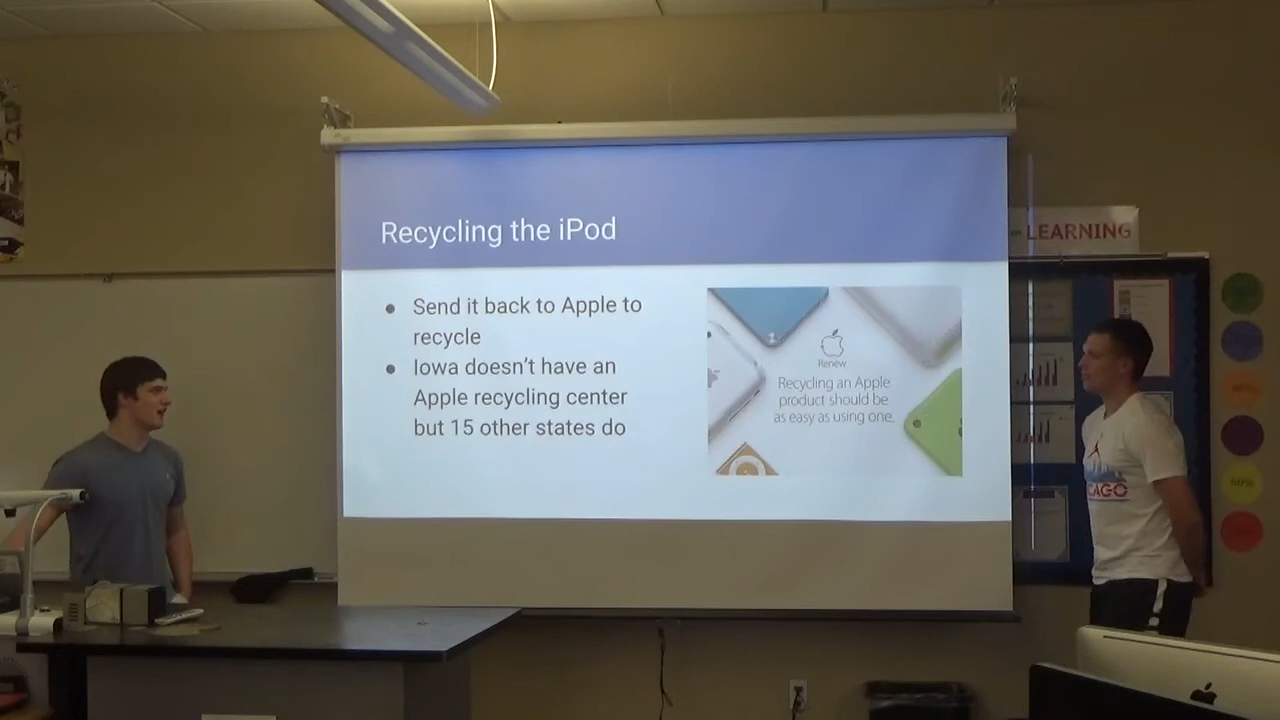 LEARNING
Recycling the iPod
● Send it back to Apple to
recycle
● Iowa doesn't have an
Apple recycling center
but 15 other states do
Renew
Recycling an Apple
product should be
as easy as using one.
60%